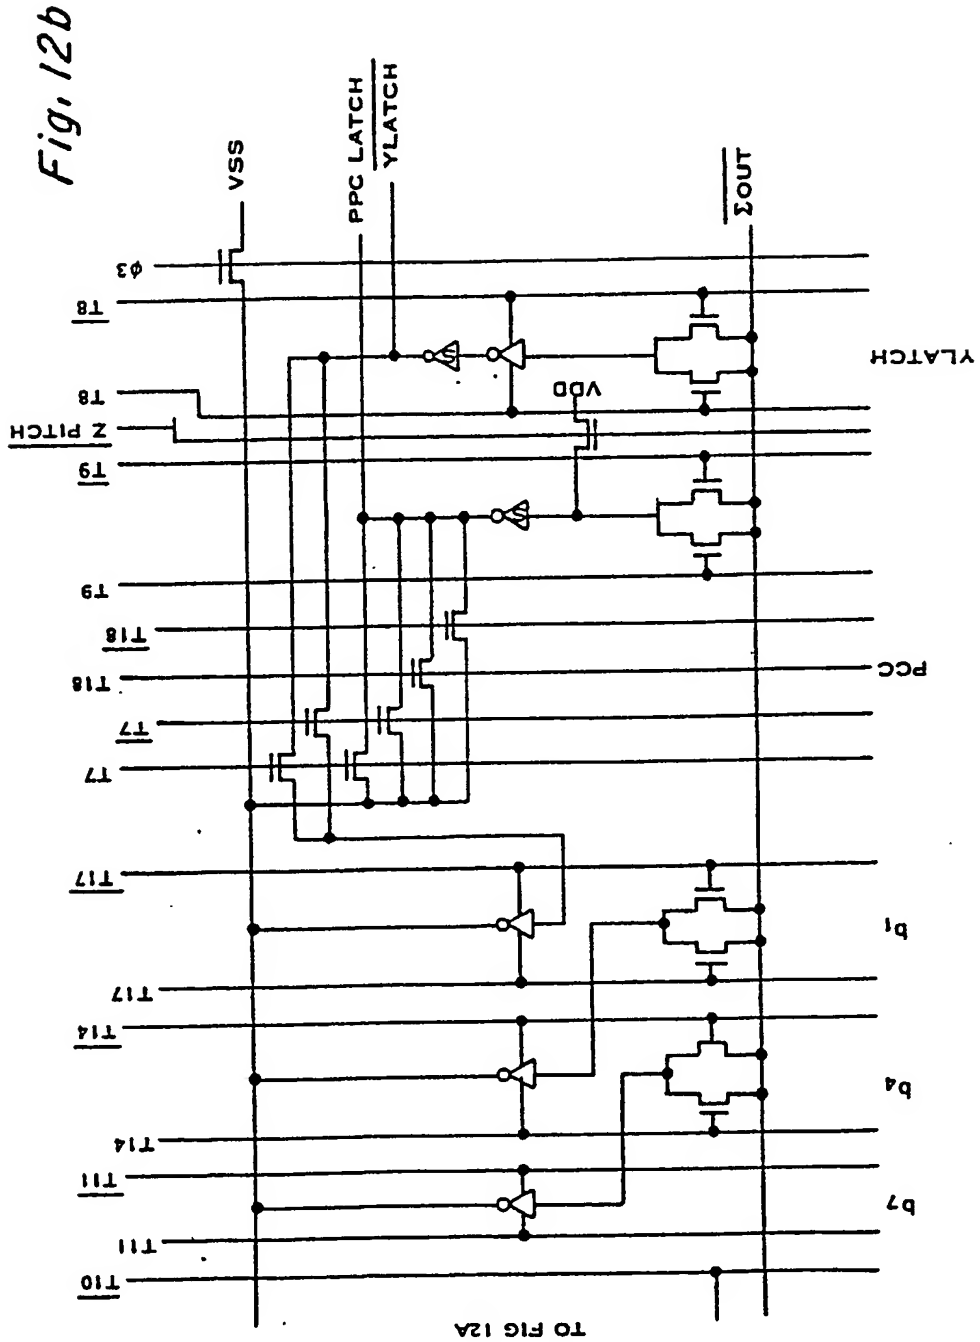 Fig. 12b
VSS
PPC LATCH
YLATCH
ΣOUT
φ3
T8
T8
Z PITCH
T9
T9
T18
T18
T7
T7
T17
T17
T14
T14
T11
T11
T10
VDD
YLATCH
PCC
b1
b4
b7
TO FIG 12A